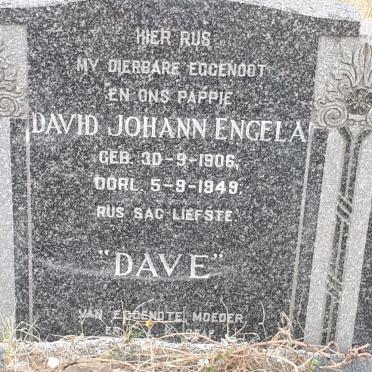 HIER RUS
MY DIERBARE EGGENOOT
EN ONS PAPPIE
DAVID JOHANN ENGELA
GEB. 30-9-1906,
OORL. 5-9-1949.
RUS SAG LIEFSTE
"DAVE"
VAN EGGENOTE, MOEDER